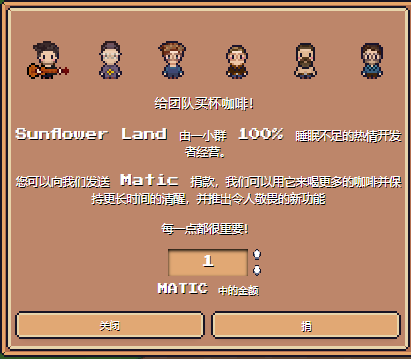 给团队买杯咖啡!
Sunflower Land 由一小群 100% 睡眠不足的热情开发
者经营。
您可以向我们发送 Matic 捐款，我们可以用它来喝更多的咖啡并保
持更长时间的清醒，并推出令人敬畏的新功能
每一点都很重要!
1
MATIC 中的金额
关闭
捐